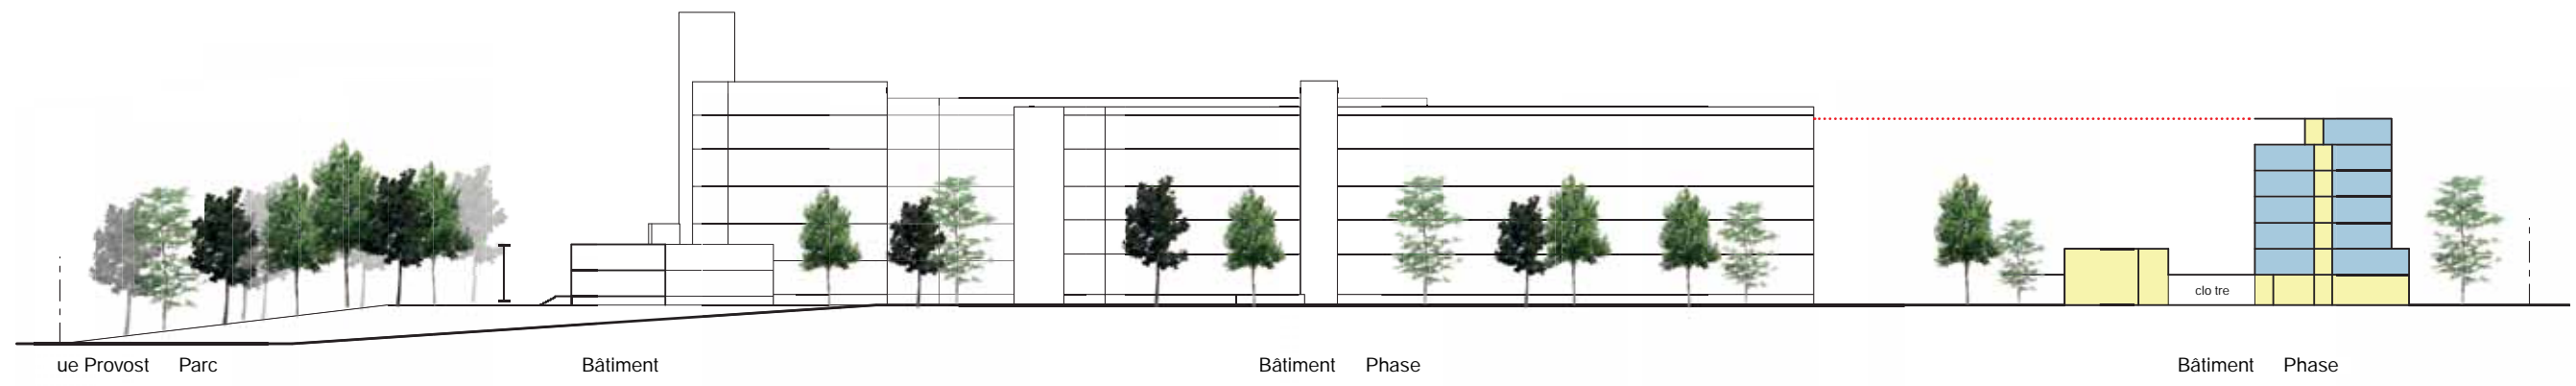 clo tre
ue Provost Parc Bâtiment Bâtiment Phase Bâtiment Phase